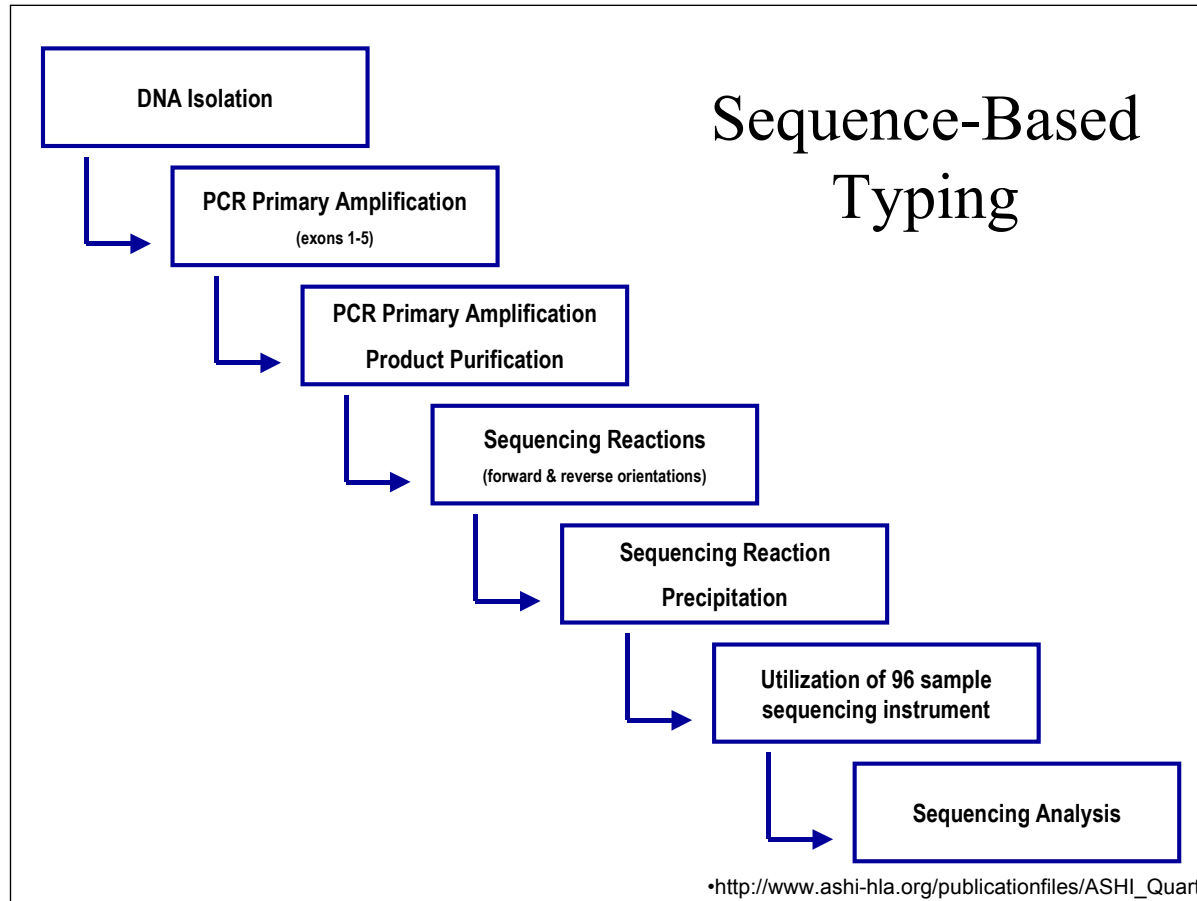 Sequence-Based
Typing
DNA Isolation
PCR Primary Amplification
(exons 1-5)
PCR Primary Amplification
Product Purification
Sequencing Reactions
(forward & reverse orientations)
Sequencing Reaction
Precipitation
Utilization of 96 sample
sequencing instrument
Sequencing Analysis
•http://www.ashi-hla.org/publicationfiles/ASHI_Quart